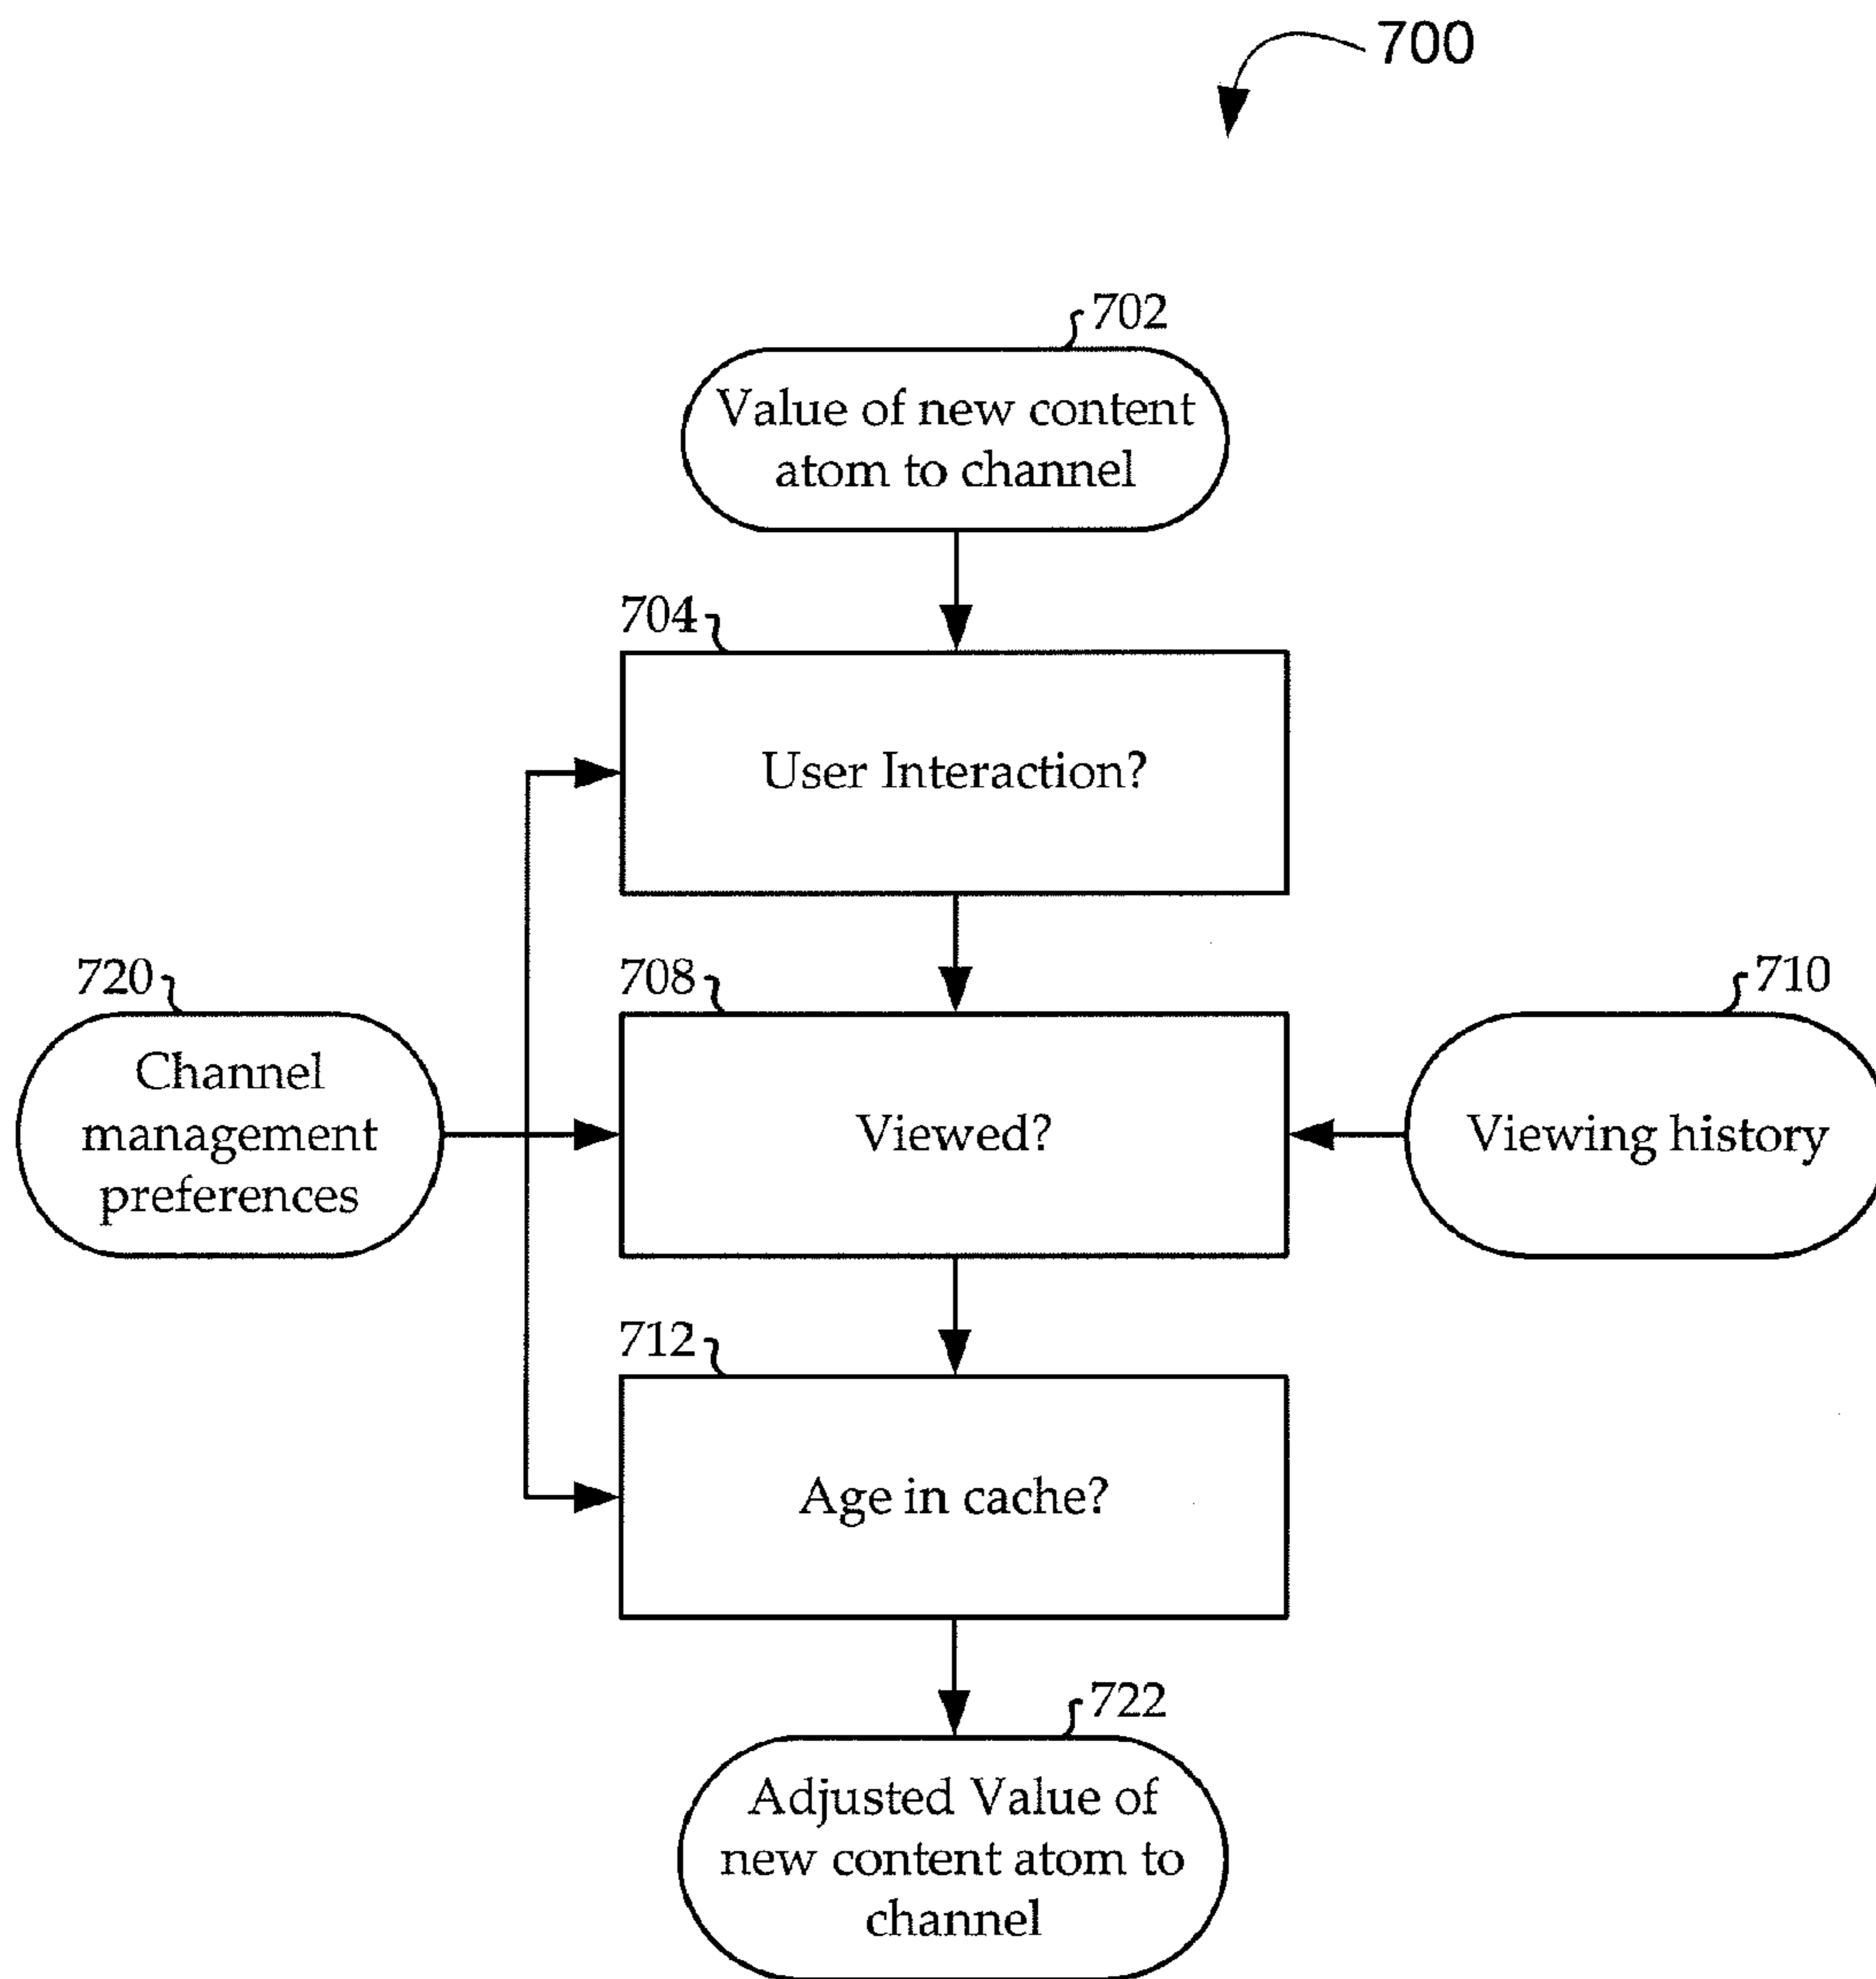 700
702
Value of new content
atom to channel
704
User Interaction?
720
Channel
management
preferences
708
Viewed?
710
Viewing history
712
Age in cache?
722
Adjusted Value of
new content atom to
channel